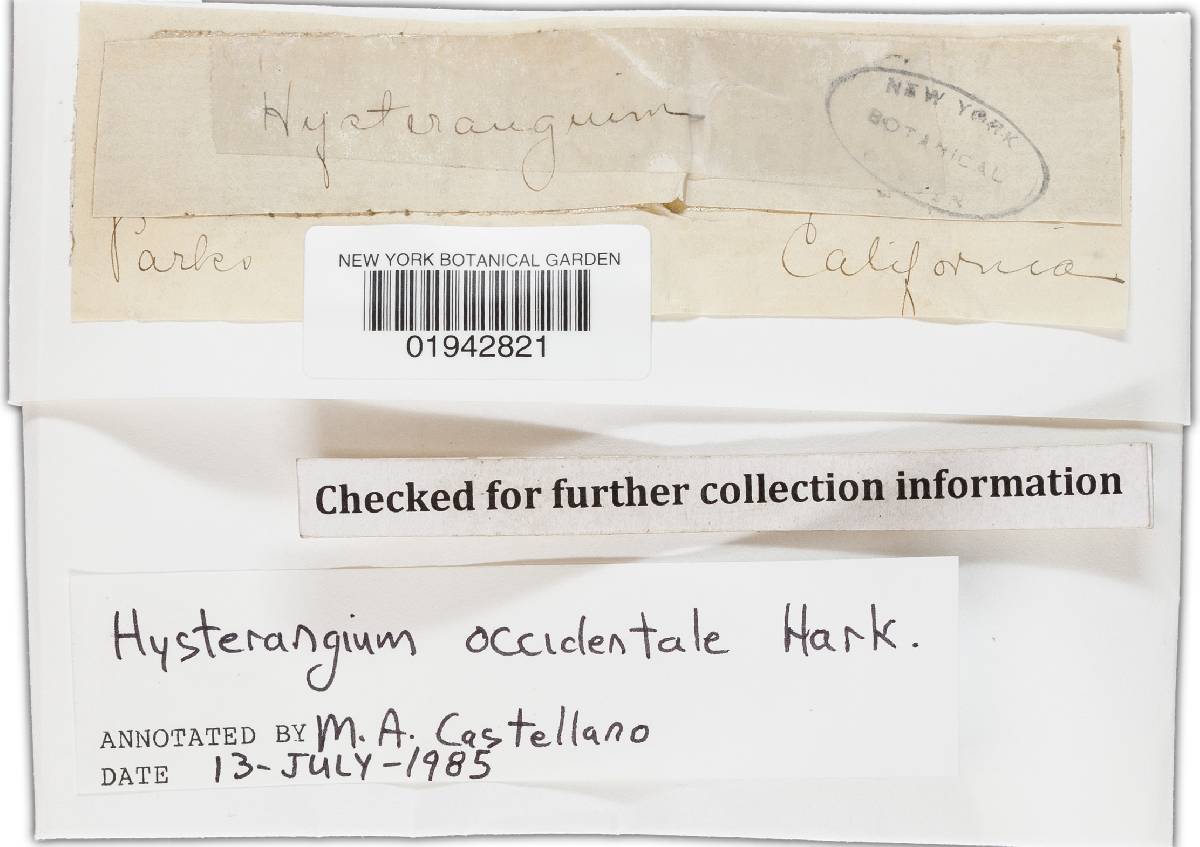 Hysterangium
NEW YORK
BOTANICAL
Parks
California
NEW YORK BOTANICAL GARDEN
01942821
Checked for further collection information
Hysterangium occidentale Hark.
ANNOTATED BY M. A. Castellano
DATE 13-JULY-1985